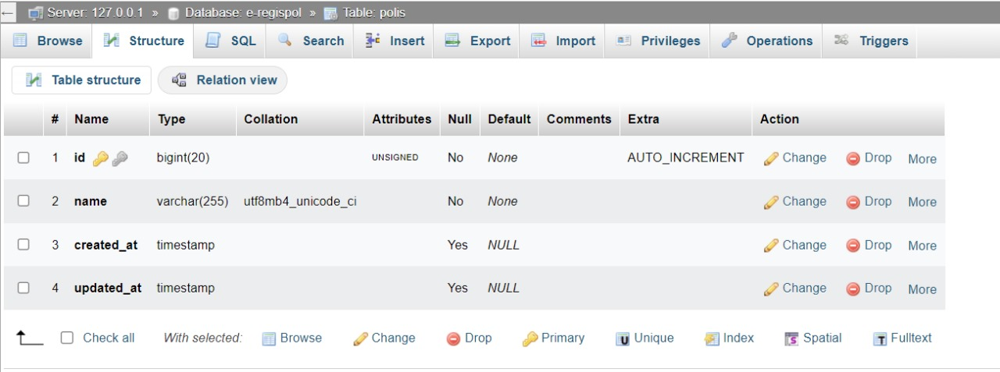 ← Server: 127.0.0.1 » Database: e-regispol » Table: polis
Browse Structure SQL Search Insert Export Import Privileges Operations Triggers
Table structure Relation view
# Name Type Collation Attributes Null Default Comments Extra Action
1 id bigint(20) UNSIGNED No None AUTO_INCREMENT Change Drop More
2 name varchar(255) utf8mb4_unicode_ci No None Change Drop More
3 created_at timestamp Yes NULL Change Drop More
4 updated_at timestamp Yes NULL Change Drop More
Check all With selected: Browse Change Drop Primary Unique Index Spatial Fulltext